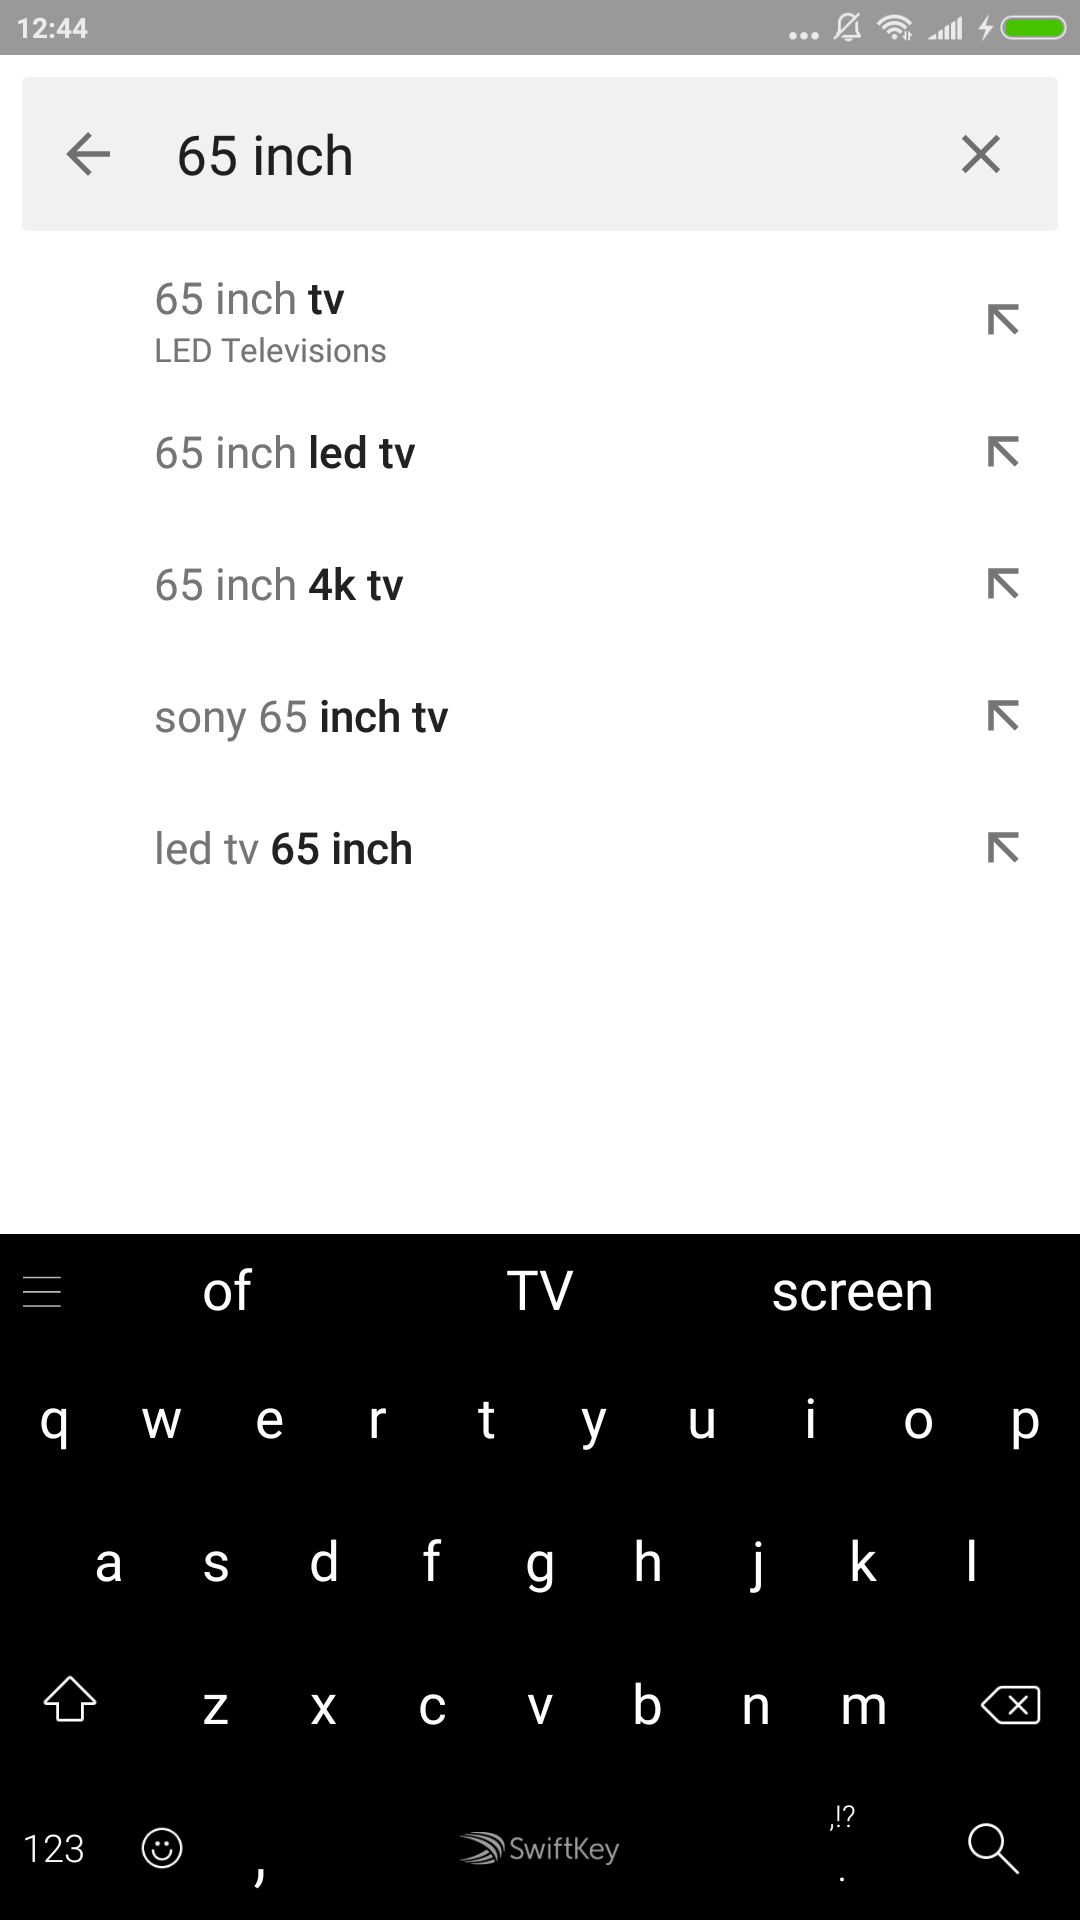 12:44
65 inch
65 inch tv
LED Televisions
65 inch led tv
65 inch 4k tv
sony 65 inch tv
led tv 65 inch
of TV screen
q w e r t y u i o p
a s d f g h j k l
z x c v b n m
,!?
123 , SwiftKey .